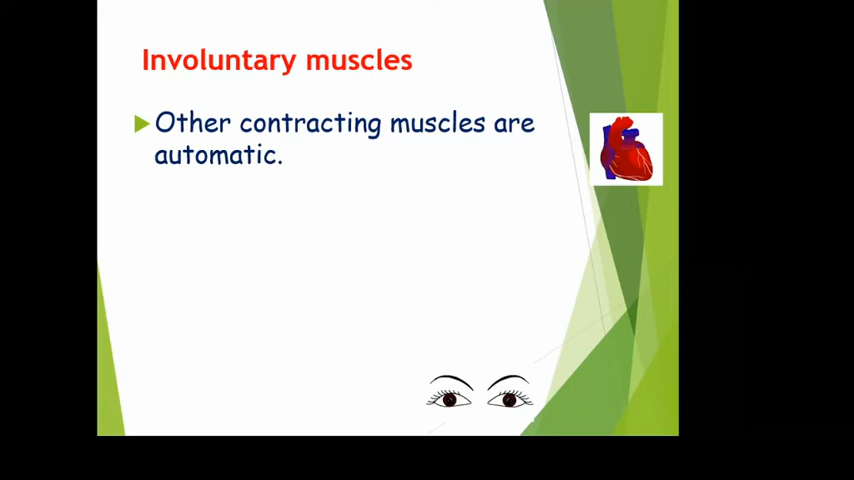 Involuntary muscles
Other contracting muscles are
automatic.